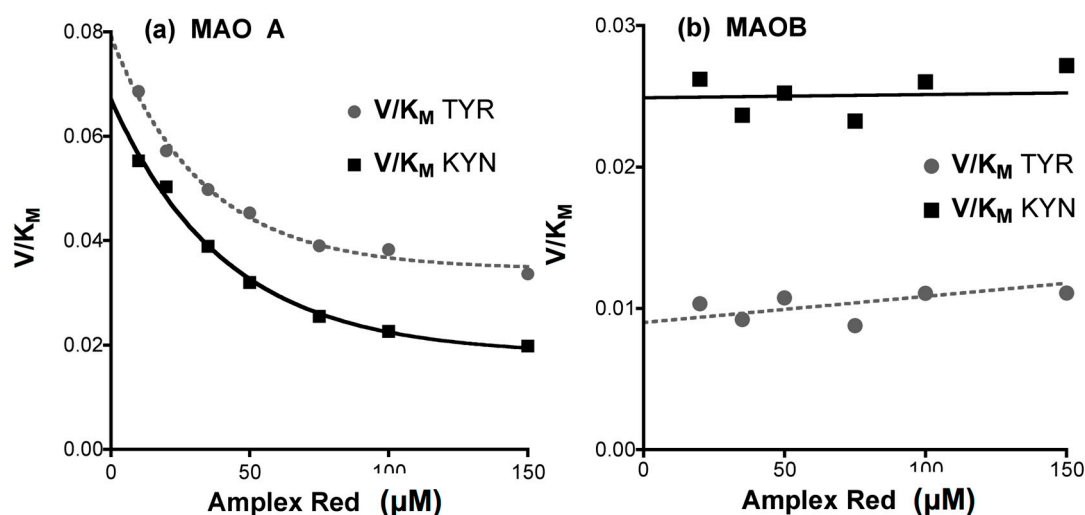 (a) MAO A
0.08
0.06
0.04
0.02
0.00
V/KM
V/KM TYR
V/KM KYN
0
50
100
150
Amplex Red (µM)
(b) MAOB
0.03
0.02
0.01
0.00
V/KM
V/KM TYR
V/KM KYN
0
50
100
150
Amplex Red (µM)